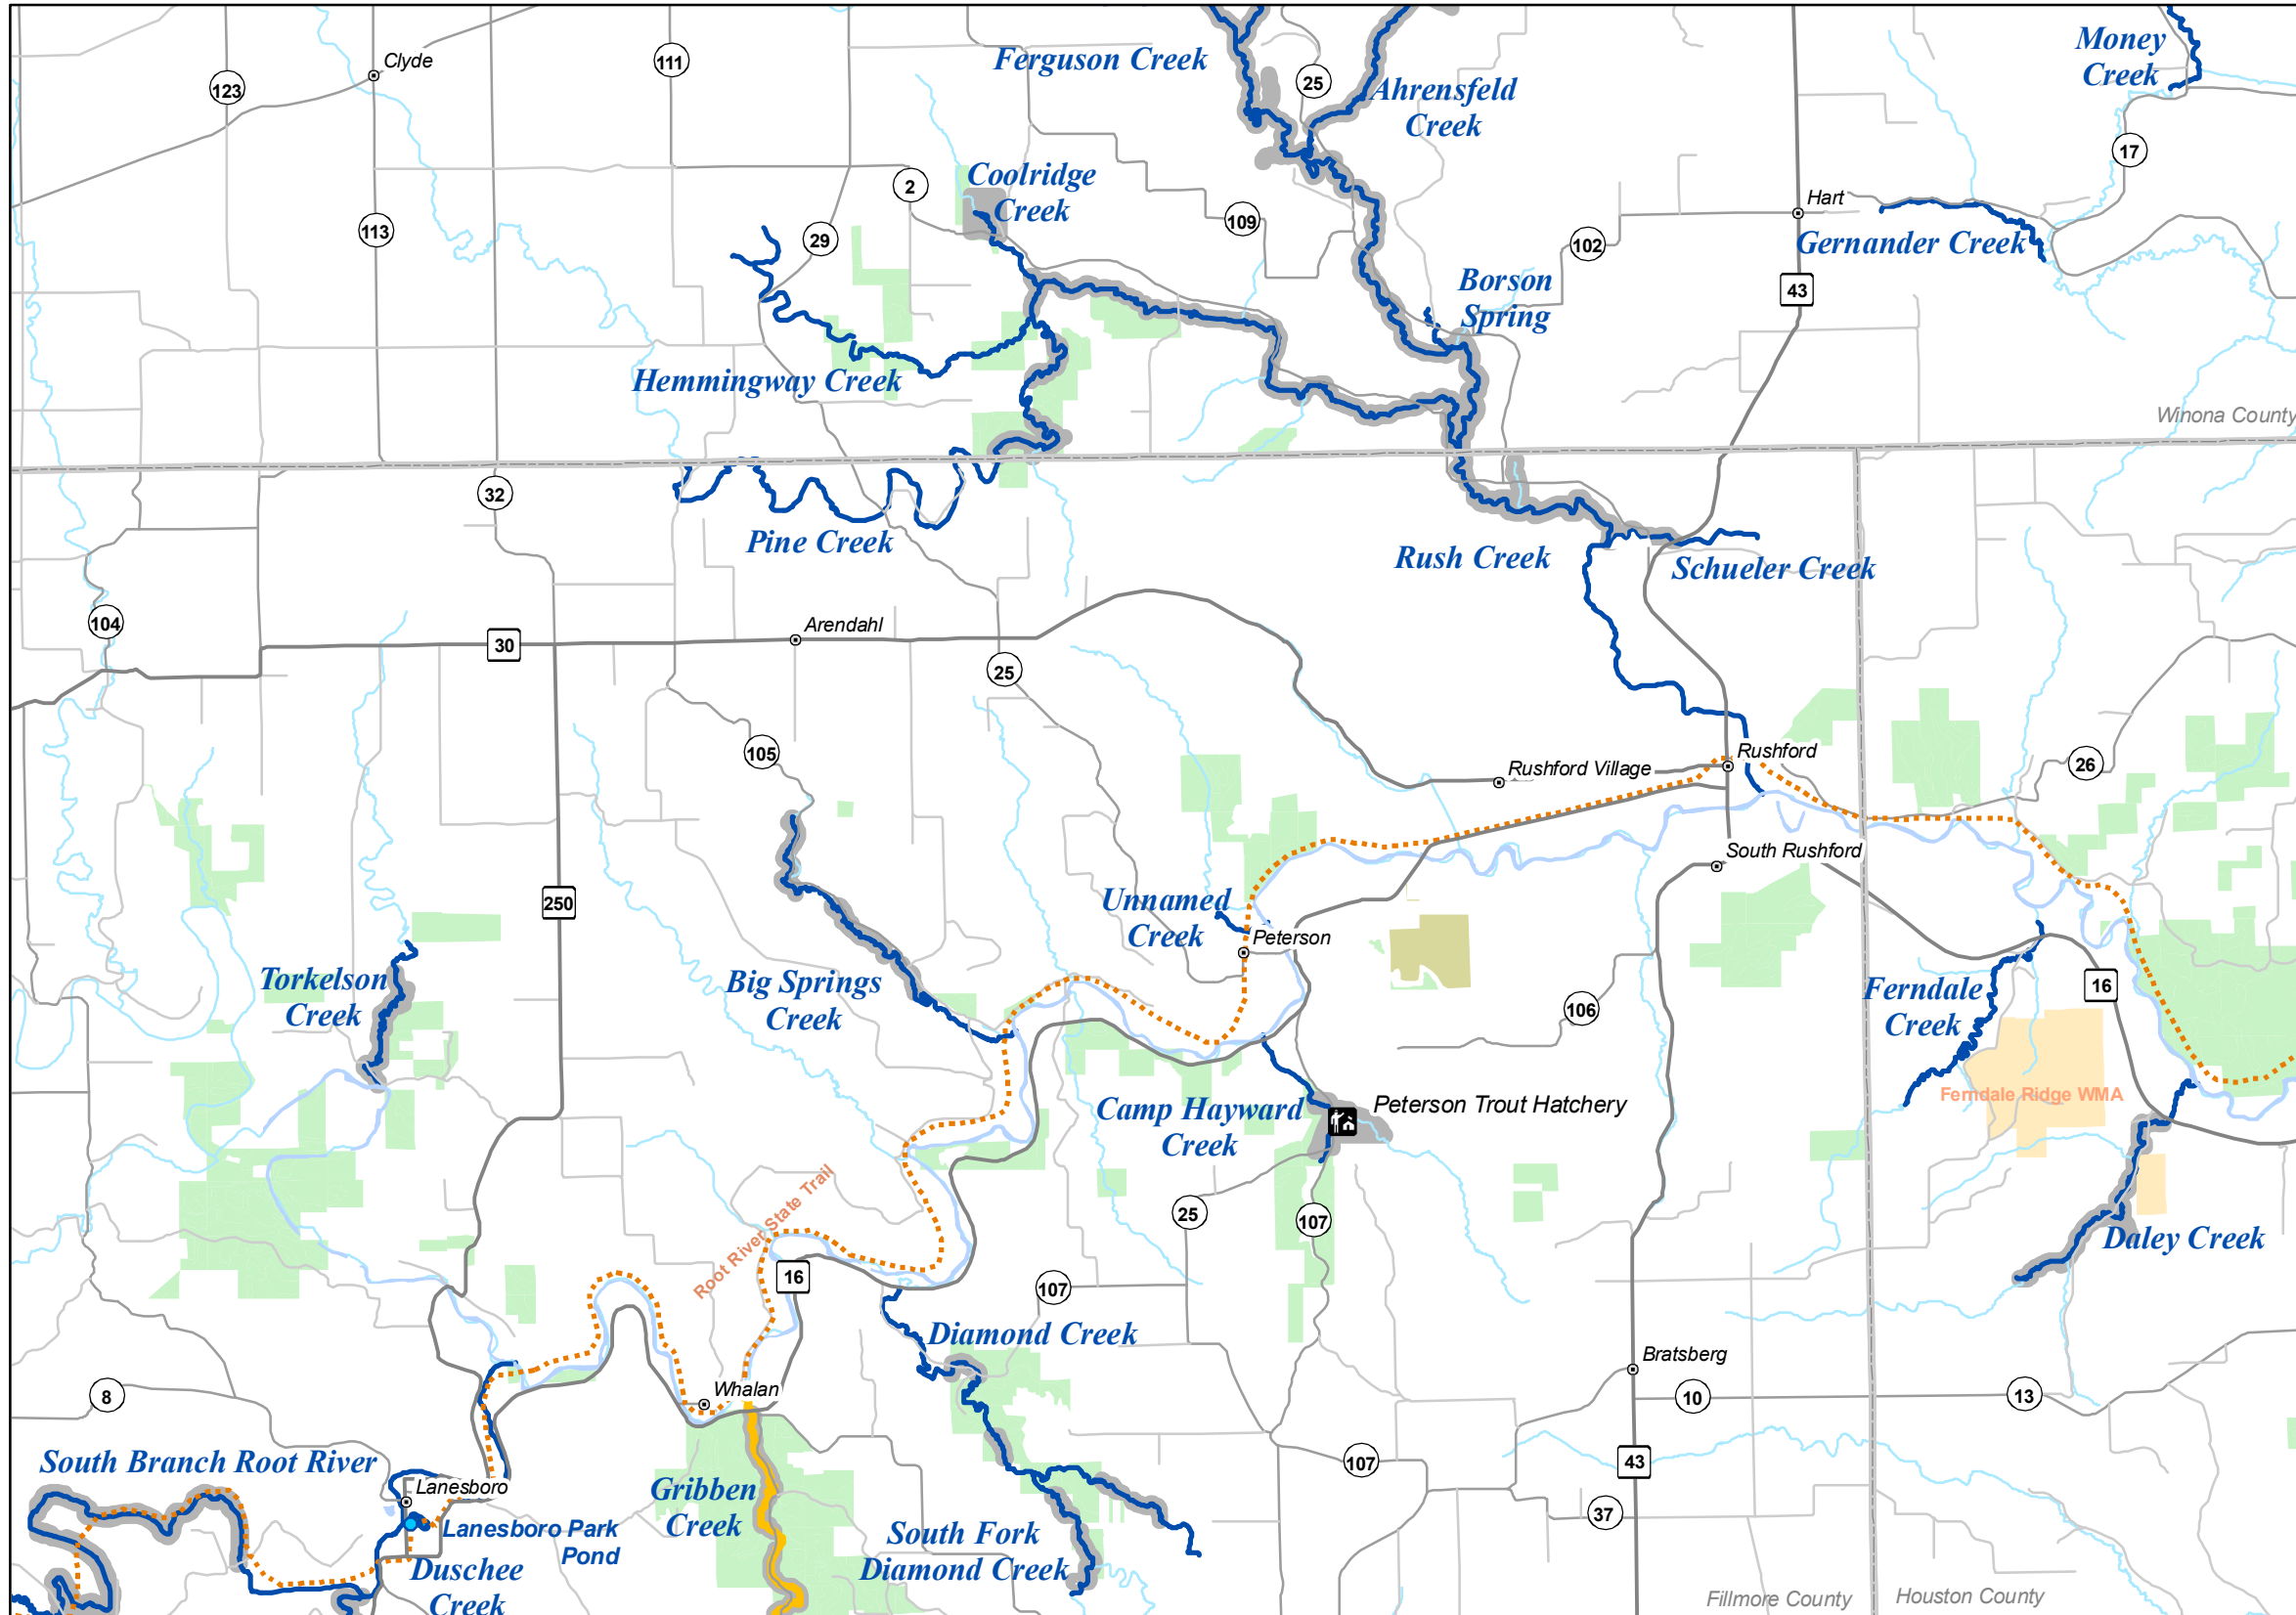 Clyde
123
111
Ferguson Creek
25
Ahrensfeld
Creek
Money
Creek
17
113
2
Coolridge
Creek
29
109
Hart
102
Gernander Creek
Borson
Spring
43
Hemmingway Creek
Winona County
32
Pine Creek
Rush Creek
Schueler Creek
104
30
Arendahl
25
105
Rushford
Rushford Village
26
South Rushford
250
Unnamed
Creek
Peterson
Torkelson
Creek
Big Springs
Creek
106
Ferndale
Creek
16
Ferndale Ridge WMA
Camp Hayward
Creek
Peterson Trout Hatchery
Root River State Trail
25
107
Daley Creek
16
107
Diamond Creek
Bratsberg
8
Whalan
10
13
South Branch Root River
Lanesboro
Gribben
Creek
107
43
Lanesboro Park
Pond
South Fork
Diamond Creek
37
Duschee
Creek
Fillmore County
Houston County